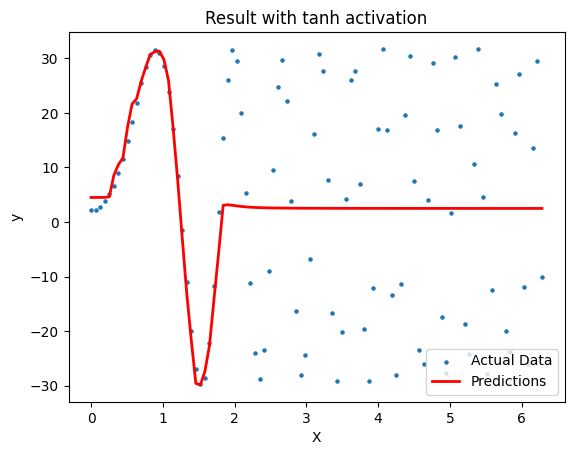 Result with tanh activation
30
20
10
0
−10
−20
−30
y
0 1 2 3 4 5 6
X
Actual Data
Predictions